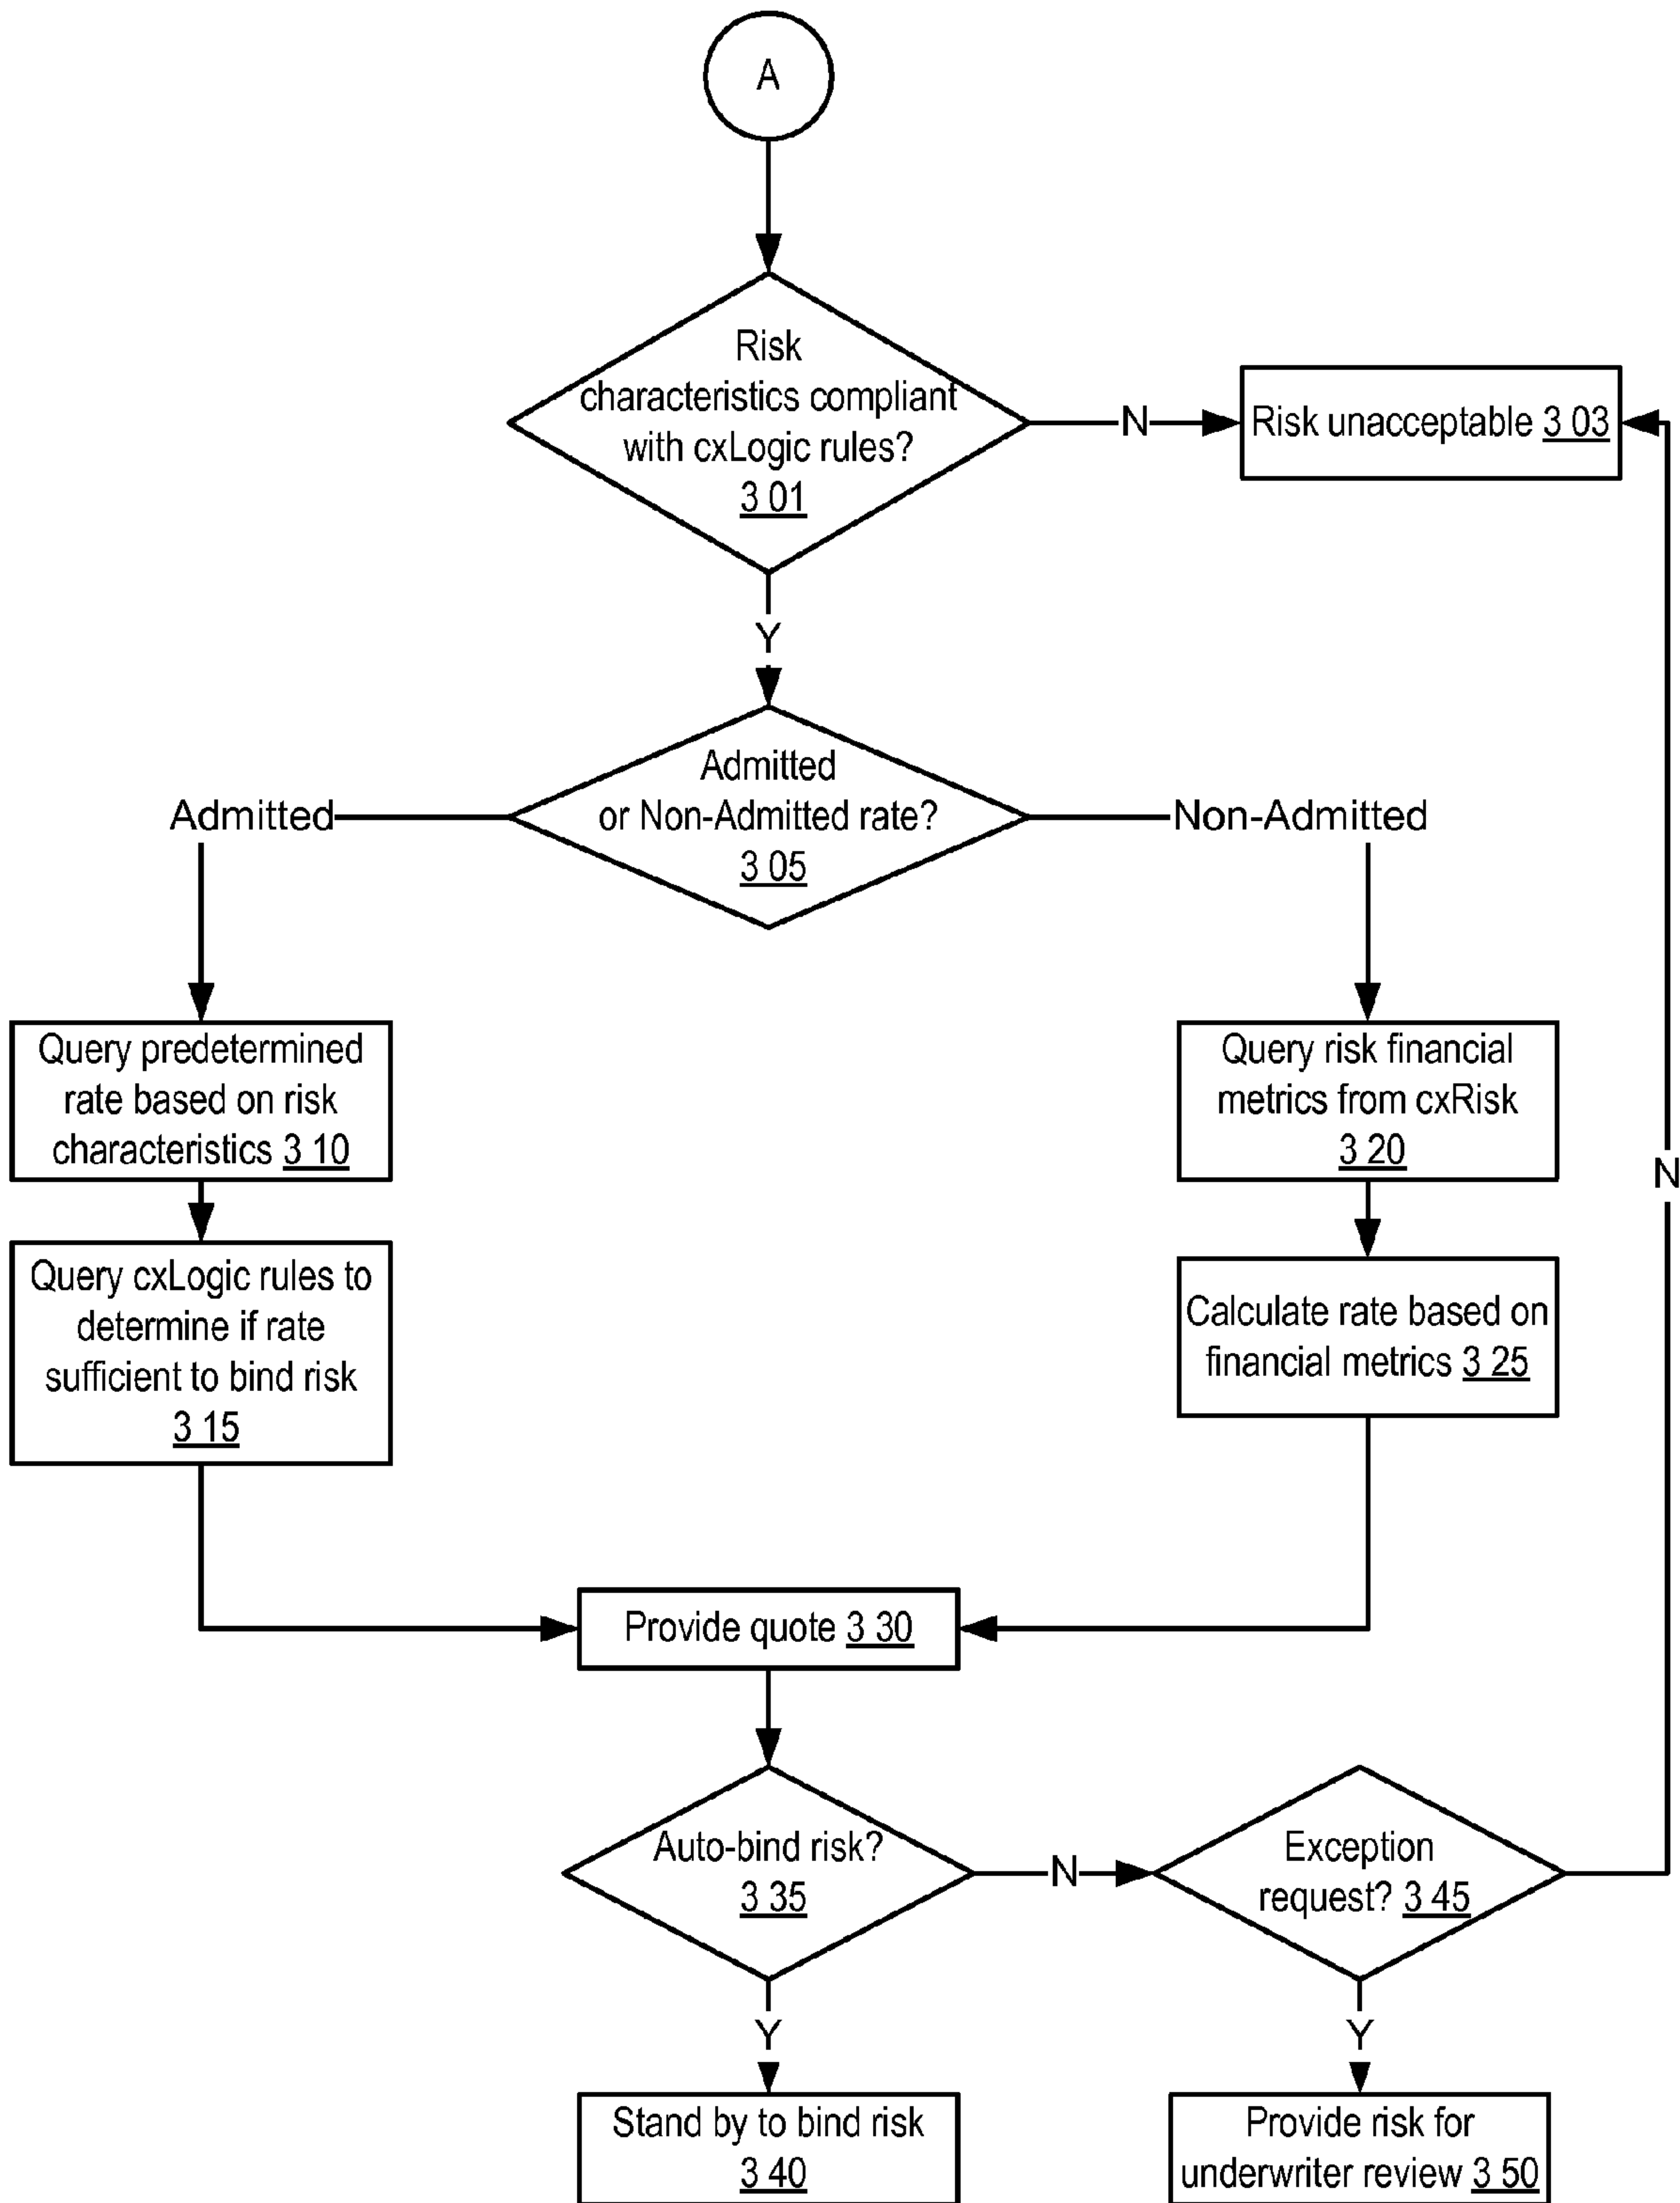 A
Risk
characteristics compliant
with cxLogic rules?
3 01
N
Risk unacceptable 3 03
Y
Admitted
or Non-Admitted rate?
3 05
Admitted
Non-Admitted
Query predetermined
rate based on risk
characteristics 3 10
Query risk financial
metrics from cxRisk
3 20
N
Query cxLogic rules to
determine if rate
sufficient to bind risk
3 15
Calculate rate based on
financial metrics 3 25
Provide quote 3 30
Auto-bind risk?
3 35
N
Exception
request? 3 45
Y
Y
Stand by to bind risk
3 40
Provide risk for
underwriter review 3 50